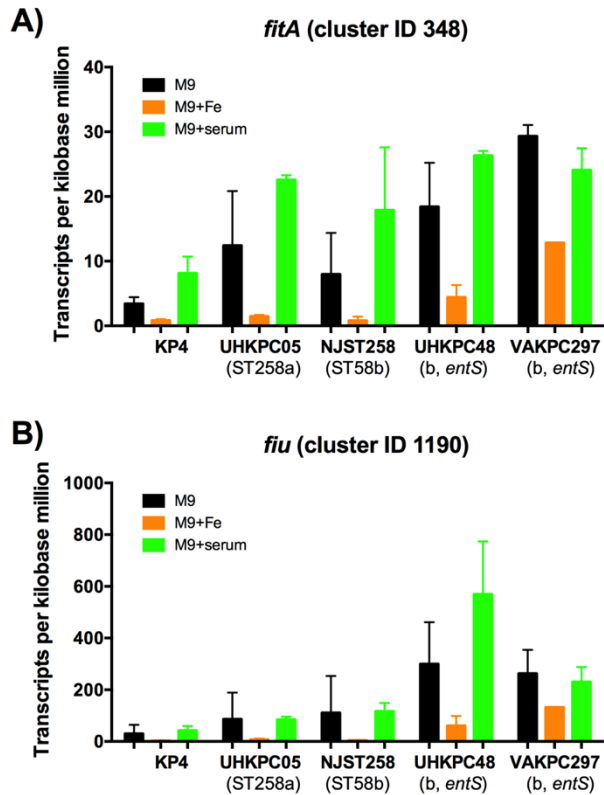 A)
fitA (cluster ID 348)
Transcripts per kilobase million
40
30
20
10
0
M9
M9+Fe
M9+serum
KP4
UHKPC05
(ST258a)
NJST258
(ST58b)
UHKPC48
(b, entS)
VAKPC297
(b, entS)
B)
fiu (cluster ID 1190)
Transcripts per kilobase million
1000
800
600
400
200
0
M9
M9+Fe
M9+serum
KP4
UHKPC05
(ST258a)
NJST258
(ST58b)
UHKPC48
(b, entS)
VAKPC297
(b, entS)